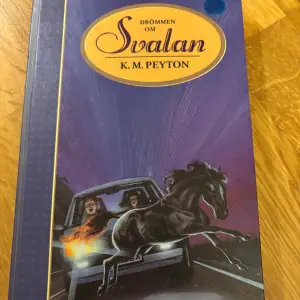 DRÖMMEN
OM
Svalan
K. M. PEYTON